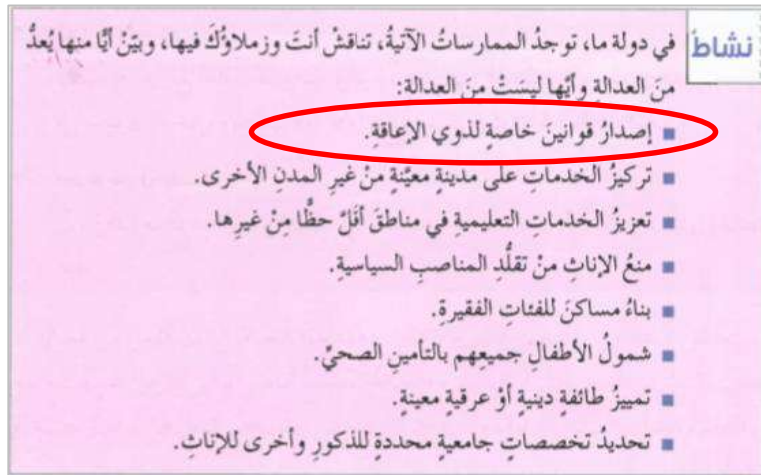 نشاط
في دولة ما، توجدُ الممارساتُ الآتيةُ، تناقشْ أنتَ وزملاؤُكَ فيها، وبيّنْ أيًّا منها يُعدُّ
منَ العدالةِ وأيُّها ليسَتْ منَ العدالة:
■ إصدارُ قوانينَ خاصةٍ لذوي الإعاقةِ.
■ تركيزُ الخدماتِ على مدينةٍ معيّنةٍ منْ غيرِ المدنِ الأخرى.
■ تعزيزُ الخدماتِ التعليميةِ في مناطقَ أقلَّ حظًّا مِنْ غيرِها.
■ منعُ الإناثِ منْ تقلُّدِ المناصبِ السياسيةِ.
■ بناءُ مساكنَ للفئاتِ الفقيرةِ.
■ شمولُ الأطفالِ جميعِهم بالتأمينِ الصحيِّ.
■ تمييزُ طائفةٍ دينيةٍ أوْ عرقيةٍ معينةٍ.
■ تحديدُ تخصصاتٍ جامعيةٍ محددةٍ للذكورِ وأخرى للإناثِ.